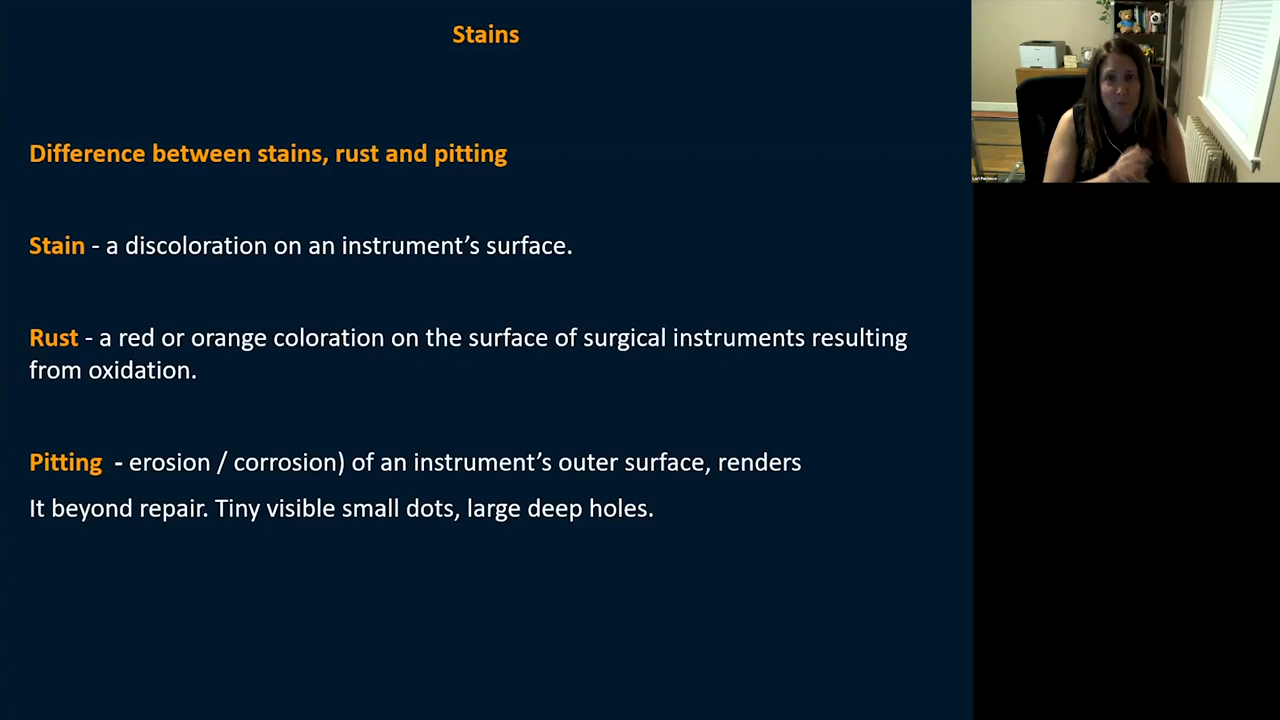 Stains
Difference between stains, rust and pitting
Stain - a discoloration on an instrument’s surface.
Rust - a red or orange coloration on the surface of surgical instruments resulting
from oxidation.
Pitting - erosion / corrosion) of an instrument’s outer surface, renders
It beyond repair. Tiny visible small dots, large deep holes.
Lori Pacheco